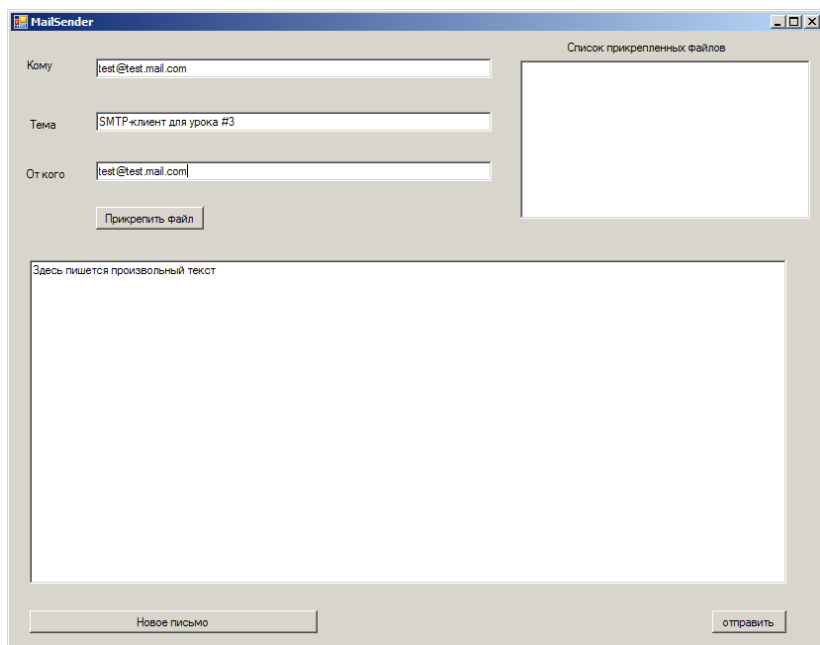 MailSender
Список прикрепленных файлов
Кому
test@test.mail.com
Тема
SMTP-клиент для урока #3
От кого
test@test.mail.com
Прикрепить файл
Здесь пишется произвольный текст
Новое письмо
отправить